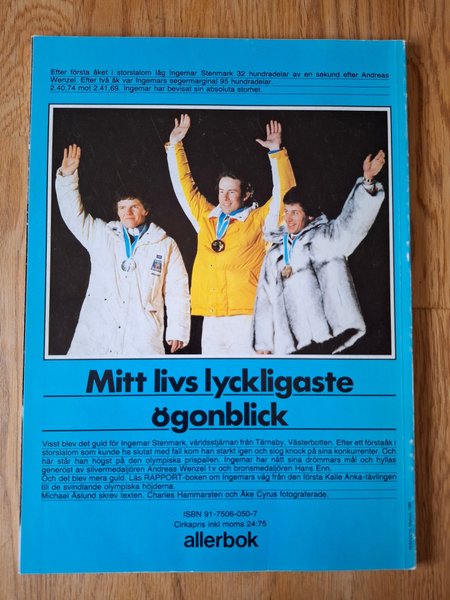 Efter första åket i storslalom låg Ingemar Stenmark 32 hundradelar av en sekund efter Andreas
Wenzel. Efter två åk var Ingemars segermarginal 95 hundradelar.
2.40,74 mot 2.41,69. Ingemar har bevisat sin absoluta storhet.
Mitt livs lyckligaste
ögonblick
Visst blev det guld för Ingemar Stenmark, världsstjärnan från Tärnaby, Västerbotten. Efter ett förstaåk i
storslalom som kunde ha slutat med fall kom han starkt igen och slog knock på sina konkurrenter. Och
här står han högst på den olympiska prispallen. Ingemar har nått sina drömmars mål och hyllas
generöst av silvermedaljören Andreas Wenzel tv och bronsmedaljören Hans Enn.
Och det blev mera guld. Läs RAPPORT-boken om Ingemars väg från den första Kalle Anka-tävlingen
till de svindlande olympiska höjderna.
Michael Åslund skrev texten. Charles Hammarsten och Åke Cyrus fotograferade.
ISBN 91-7506-050-7
Cirkapris inkl moms 24:75
allerbok